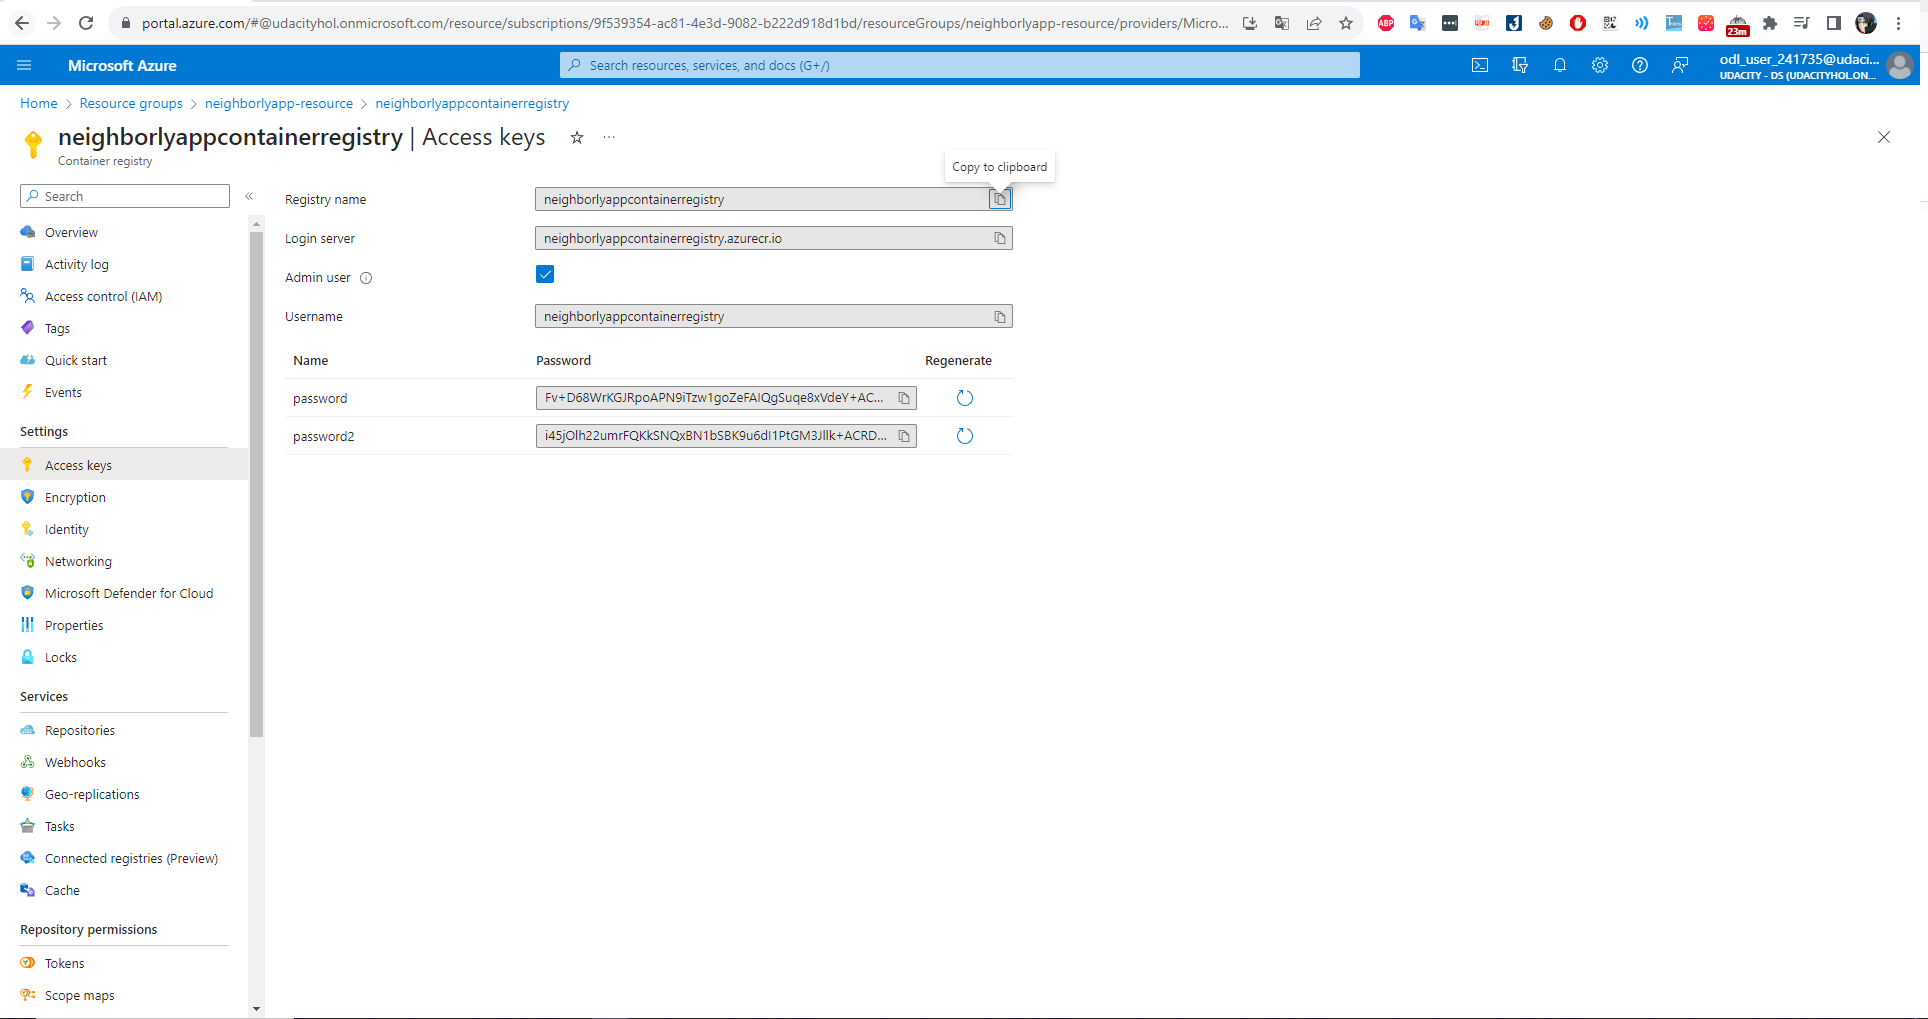 portal.azure.com/#@udacityhol.onmicrosoft.com/resource/subscriptions/9f539354-ac81-4e3d-9082-b222d918d1bd/resourceGroups/neighborlyapp-resource/providers/Micro...
ABP
23m
Microsoft Azure
Search resources, services, and docs (G+/)
odl_user_241735@udaci...
UDACITY - DS (UDACITYHOL.ON...
Home > Resource groups > neighborlyapp-resource > neighborlyappcontainerregistry
neighborlyappcontainerregistry | Access keys
Container registry
Copy to clipboard
Search
Overview
Activity log
Access control (IAM)
Tags
Quick start
Events
Settings
Access keys
Encryption
Identity
Networking
Microsoft Defender for Cloud
Properties
Locks
Services
Repositories
Webhooks
Geo-replications
Tasks
Connected registries (Preview)
Cache
Repository permissions
Tokens
Scope maps
Registry name neighborlyappcontainerregistry
Login server neighborlyappcontainerregistry.azurecr.io
Admin user
Username neighborlyappcontainerregistry
Name Password Regenerate
password Fv+D68WrKGJRpoAPN9iTzw1goZeFAIQgSuqe8xVdeY+AC...
password2 i45jOlh22umrFQKkSNQxBN1bSBK9u6dI1PtGM3Jllk+ACRD...